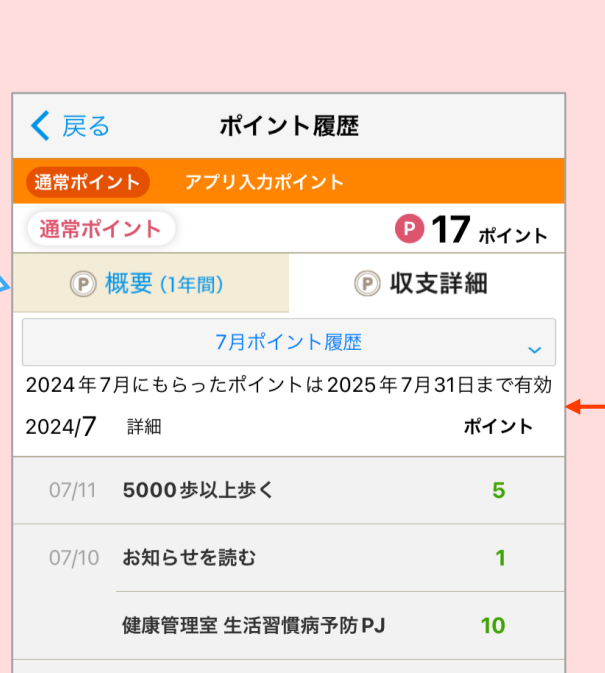 戻る ポイント履歴
通常ポイント アプリ入力ポイント
通常ポイント P 17 ポイント
P 概要(1年間) P 収支詳細
7月ポイント履歴
2024年7月にもらったポイントは2025年7月31日まで有効
2024/7 詳細 ポイント
07/11 5000歩以上歩く 5
07/10 お知らせを読む 1
健康管理室 生活習慣病予防PJ 10